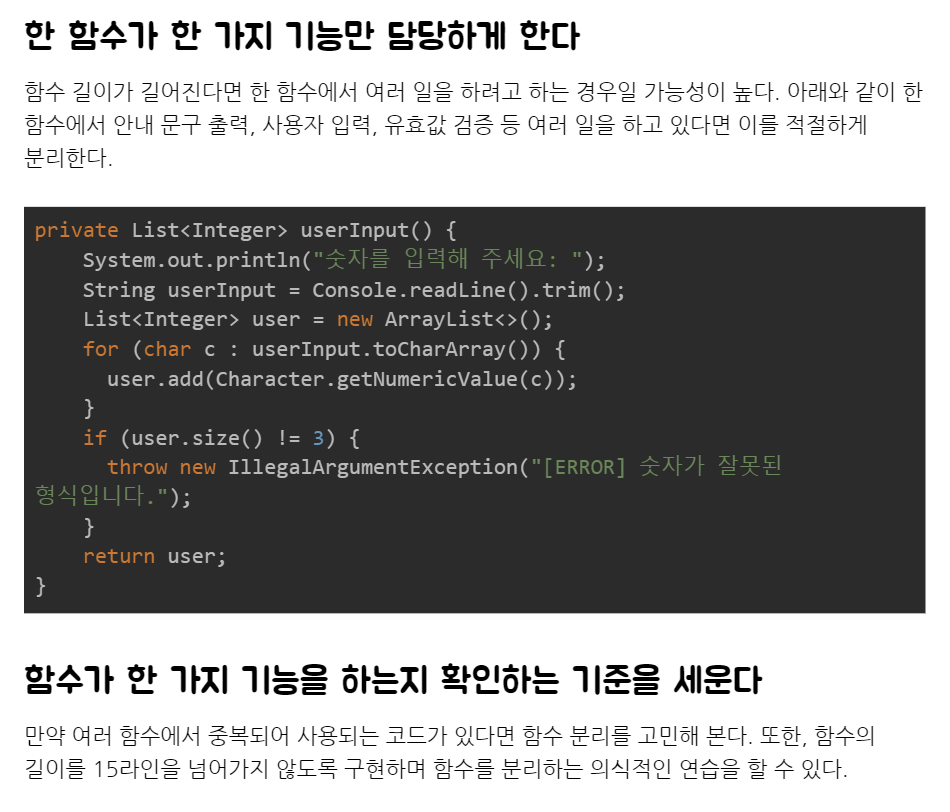 한 함수가 한 가지 기능만 담당하게 한다
함수 길이가 길어진다면 한 함수에서 여러 일을 하려고 하는 경우일 가능성이 높다. 아래와 같이 한
함수에서 안내 문구 출력, 사용자 입력, 유효값 검증 등 여러 일을 하고 있다면 이를 적절하게
분리한다.
private List<Integer> userInput() {
    System.out.println("숫자를 입력해 주세요: ");
    String userInput = Console.readLine().trim();
    List<Integer> user = new ArrayList<>();
    for (char c : userInput.toCharArray()) {
      user.add(Character.getNumericValue(c));
    }
    if (user.size() != 3) {
      throw new IllegalArgumentException("[ERROR] 숫자가 잘못된
형식입니다.");
    }
    return user;
}
함수가 한 가지 기능을 하는지 확인하는 기준을 세운다
만약 여러 함수에서 중복되어 사용되는 코드가 있다면 함수 분리를 고민해 본다. 또한, 함수의
길이를 15라인을 넘어가지 않도록 구현하며 함수를 분리하는 의식적인 연습을 할 수 있다.